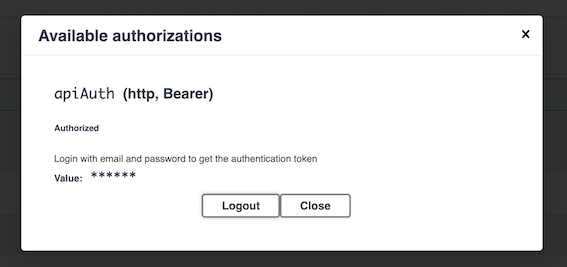 Available authorizations
×
apiAuth (http, Bearer)
Authorized
Login with email and password to get the authentication token
Value: ******
Logout Close